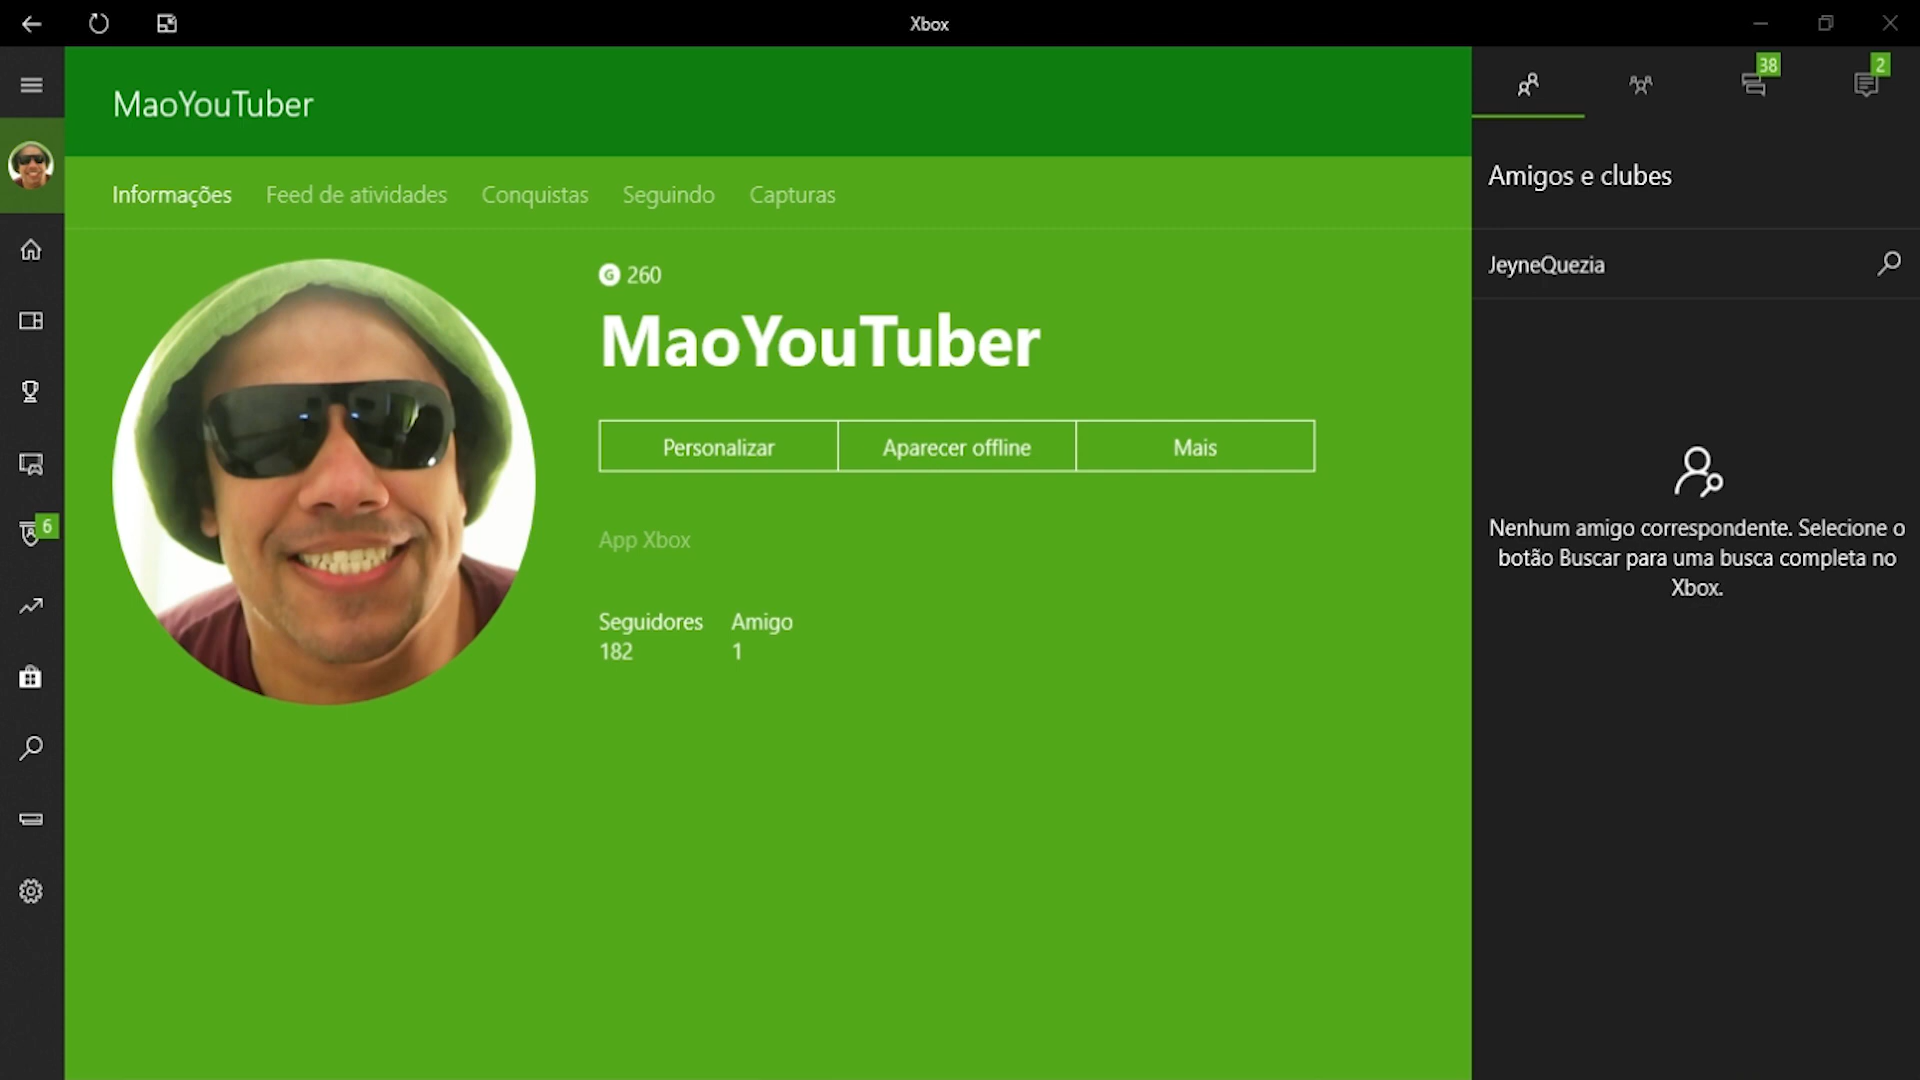 Xbox
MaoYouTuber
Informações Feed de atividades Conquistas Seguindo Capturas
G 260
MaoYouTuber
Personalizar Aparecer offline Mais
App Xbox
Seguidores Amigo
182 1
6
38
2
Amigos e clubes
JeyneQuezia
Nenhum amigo correspondente. Selecione o
botão Buscar para uma busca completa no
Xbox.